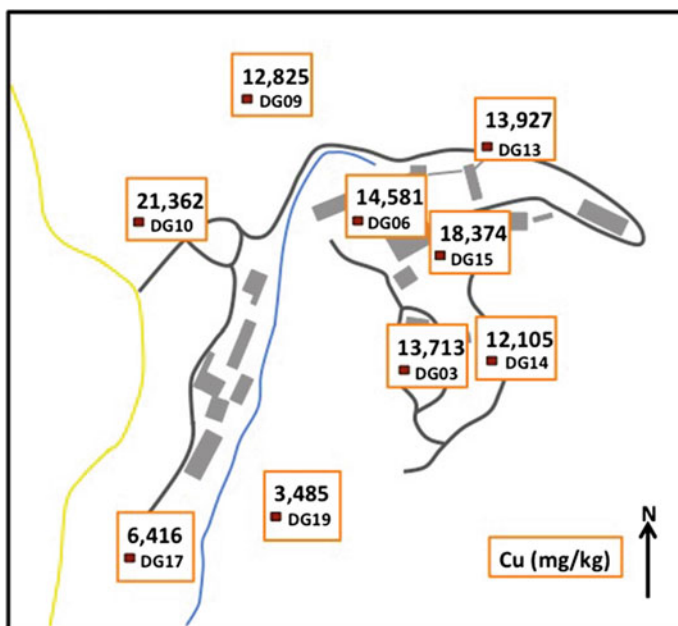 12,825
DG09
13,927
DG13
21,362
DG10
14,581
DG06
18,374
DG15
13,713
DG03
12,105
DG14
3,485
DG19
6,416
DG17
N
Cu (mg/kg)